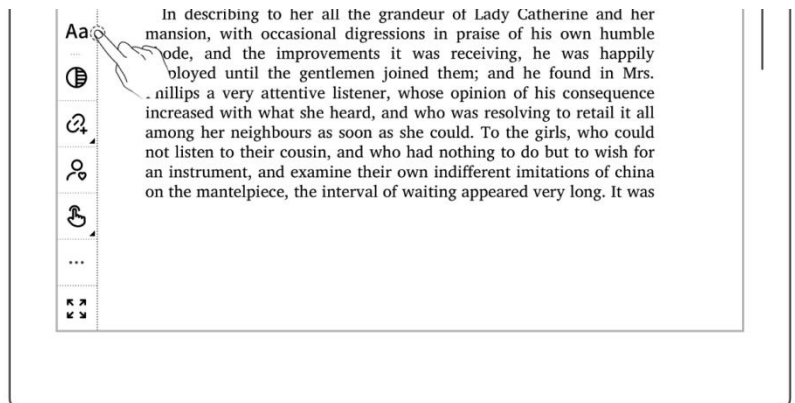 In describing to her all the grandeur of Lady Catherine and her
Aa
mansion, with occasional digressions in praise of his own humble
ode, and the improvements it was receiving, he was happily
ployed until the gentlemen joined them; and he found in Mrs.
hillips a very attentive listener, whose opinion of his consequence
increased with what she heard, and who was resolving to retail it all
among her neighbours as soon as she could. To the girls, who could
not listen to their cousin, and who had nothing to do but to wish for
an instrument, and examine their own indifferent imitations of china
on the mantelpiece, the interval of waiting appeared very long. It was